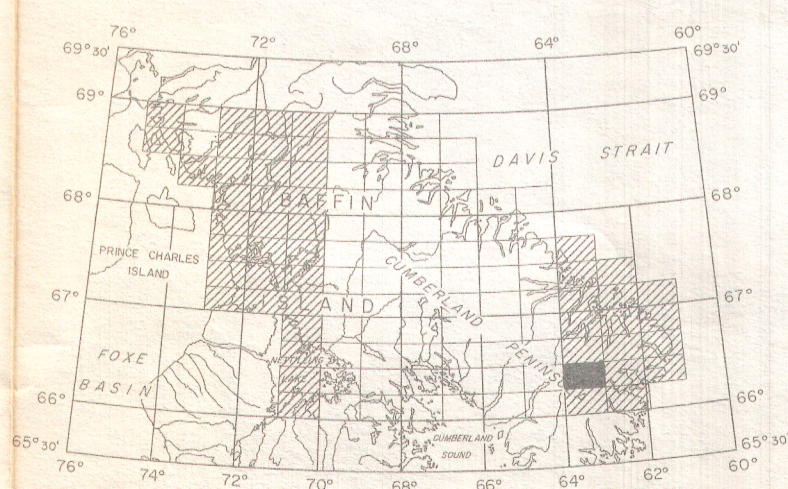 76°
72°
68°
64°
60°
69°30'
69°30'
69°
69°
DAVIS STRAIT
68°
68°
BAFFIN
PRINCE CHARLES
ISLAND
CUMBERLAND
67°
67°
ISLAND
FOXE
BASIN
NETTILLING
LAKE
PENINSULA
66°
66°
CUMBERLAND
SOUND
65°30'
65°30'
76°
74°
72°
70°
68°
66°
64°
62°
60°